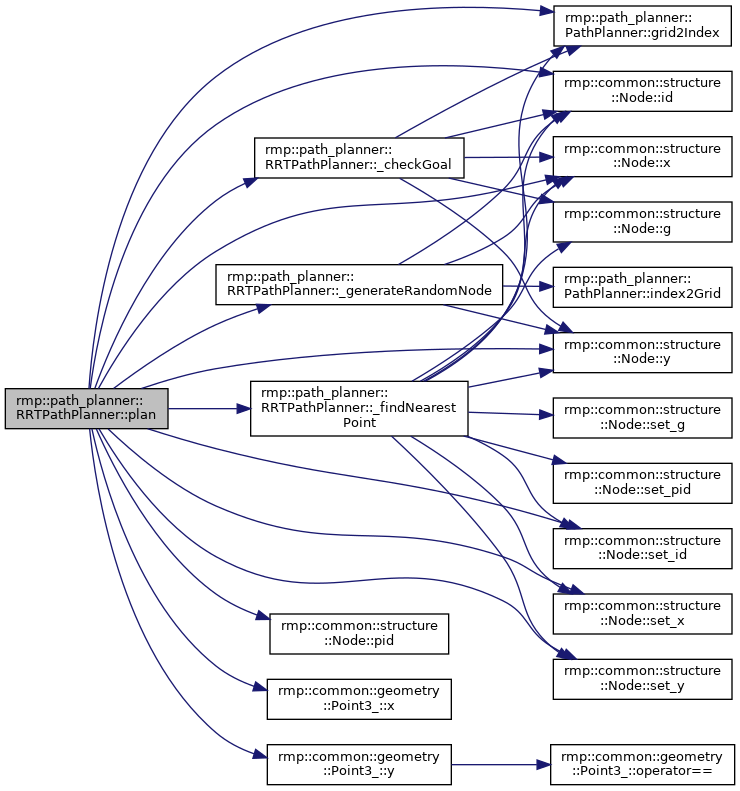 rmp::path_planner::
RRTPathPlanner::plan
rmp::path_planner::
RRTPathPlanner::_checkGoal
rmp::path_planner::
RRTPathPlanner::_generateRandomNode
rmp::path_planner::
RRTPathPlanner::_findNearest
Point
rmp::common::structure
::Node::pid
rmp::common::geometry
::Point3_::x
rmp::common::geometry
::Point3_::y
rmp::path_planner::
PathPlanner::grid2Index
rmp::common::structure
::Node::id
rmp::common::structure
::Node::x
rmp::common::structure
::Node::g
rmp::path_planner::
PathPlanner::index2Grid
rmp::common::structure
::Node::y
rmp::common::structure
::Node::set_g
rmp::common::structure
::Node::set_pid
rmp::common::structure
::Node::set_id
rmp::common::structure
::Node::set_x
rmp::common::structure
::Node::set_y
rmp::common::geometry
::Point3_::operator==